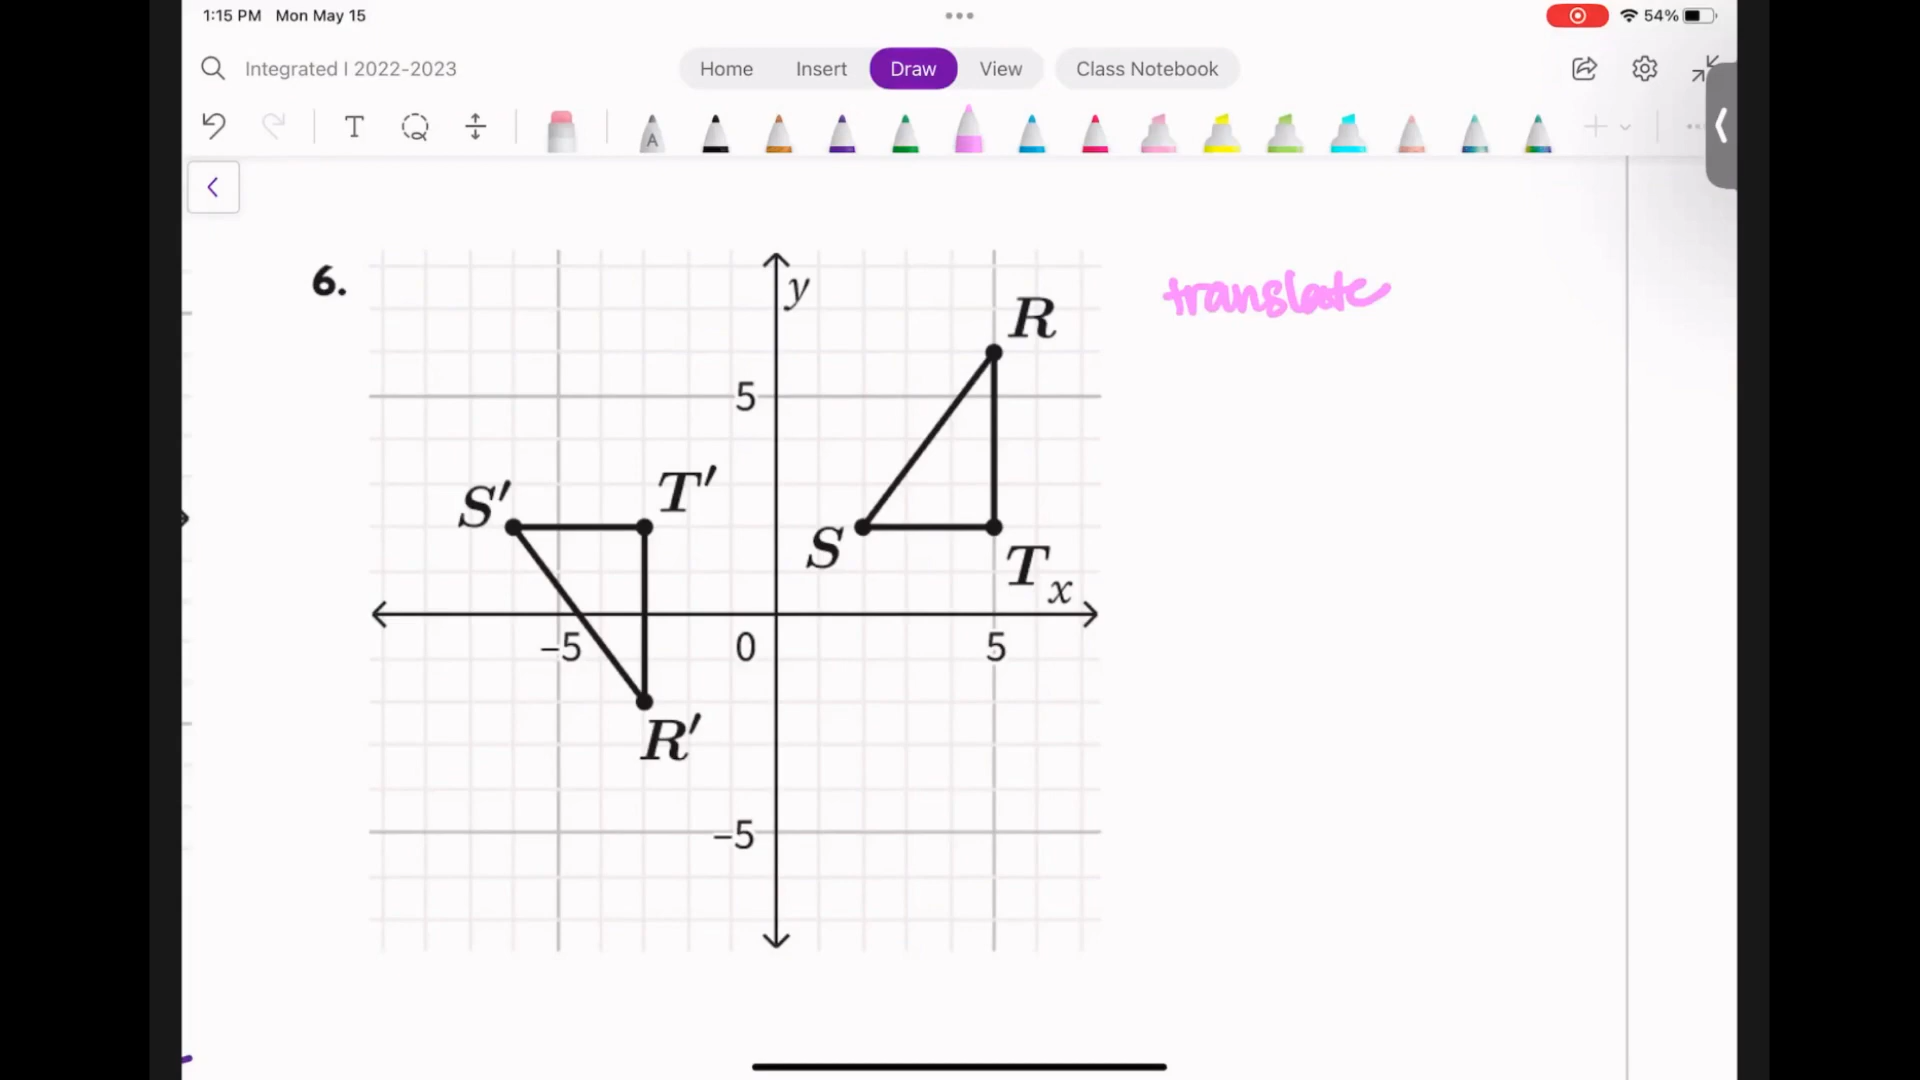 1:15 PM Mon May 15
54%
Integrated I 2022-2023
Home Insert Draw View Class Notebook
T
A
6.
y
translate
R
5
S′ T′
S T
x
−5 0 5
R′
−5